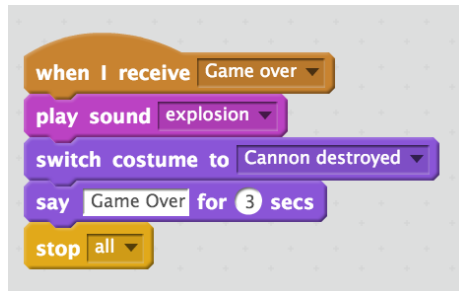 when I receive Game over
play sound explosion
switch costume to Cannon destroyed
say Game Over for 3 secs
stop all